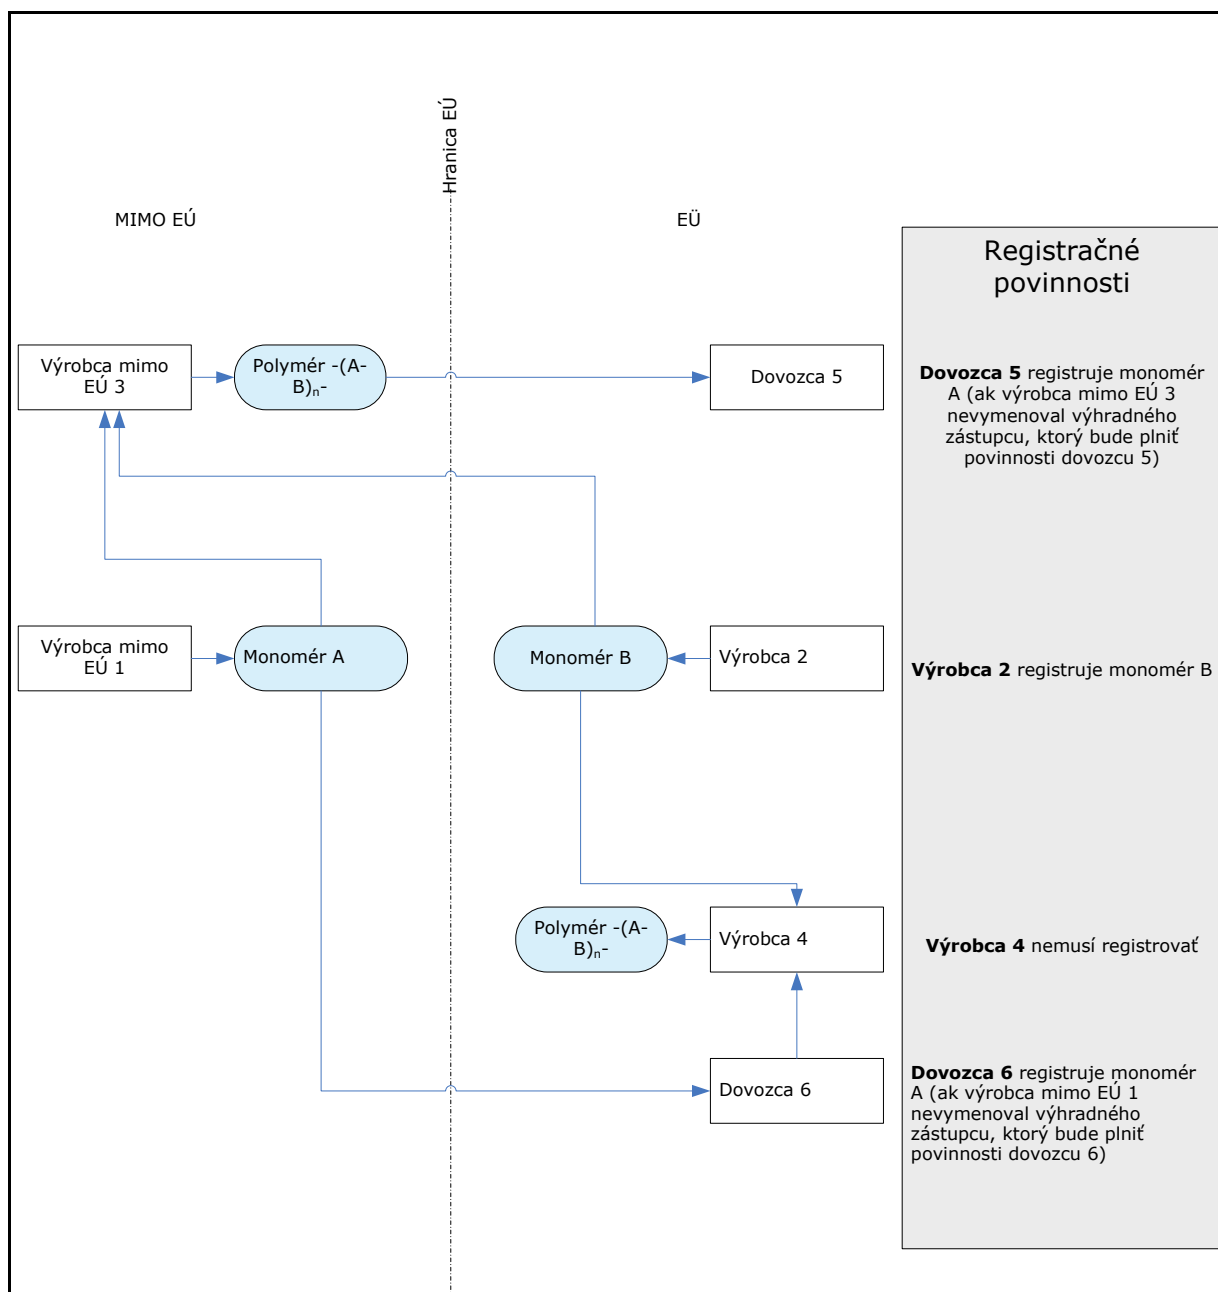 Hranica EÚ
MIMO EÚ
EÜ
Registračné
povinnosti
Výrobca mimo
EÚ 3
Polymér -(A-
B)n-
Dovozca 5
Dovozca 5 registruje monomér
A (ak výrobca mimo EÚ 3
nevymenoval výhradného
zástupcu, ktorý bude plniť
povinnosti dovozcu 5)
Výrobca mimo
EÚ 1
Monomér A
Monomér B
Výrobca 2
Výrobca 2 registruje monomér B
Polymér -(A-
B)n-
Výrobca 4
Výrobca 4 nemusí registrovať
Dovozca 6
Dovozca 6 registruje monomér
A (ak výrobca mimo EÚ 1
nevymenoval výhradného
zástupcu, ktorý bude plniť
povinnosti dovozcu 6)